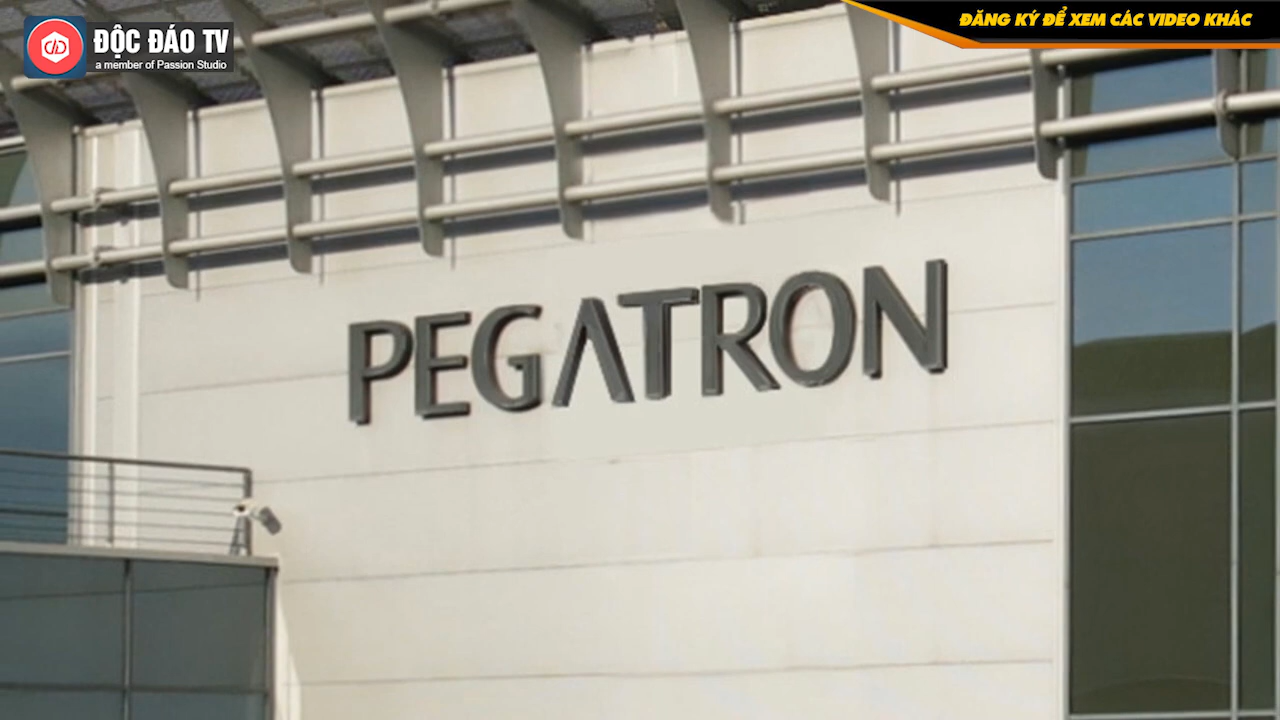 ĐỘC ĐÁO TV
a member of Passion Studio
ĐĂNG KÝ ĐỂ XEM CÁC VIDEO KHÁC
PEGATRON